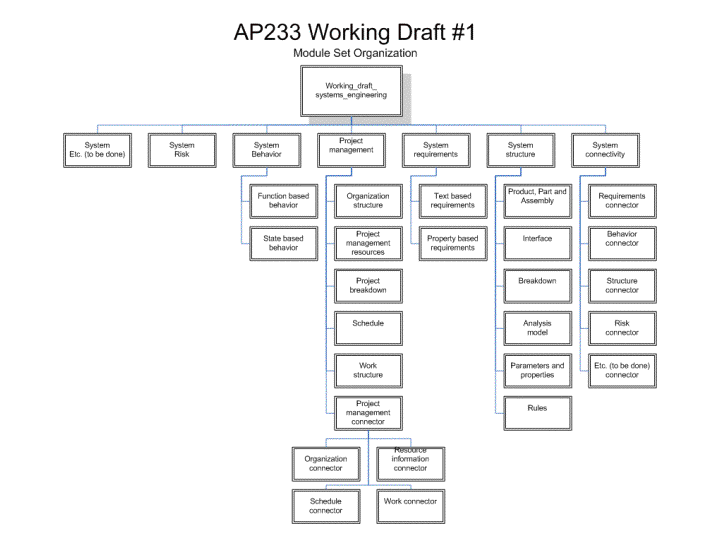 AP233 Working Draft #1
Module Set Organization
Working_draft_
systems_engineering
System
Etc. (to be done)
System
Risk
System
Behavior
Project
management
System
requirements
System
structure
System
connectivity
Function based
behavior
State based
behavior
Organization
structure
Project
management
resources
Project
breakdown
Schedule
Work
structure
Project
management
connector
Organization
connector
Resource
information
connector
Schedule
connector
Work connector
Text based
requirements
Property based
requirements
Product, Part and
Assembly
Interface
Breakdown
Analysis
model
Parameters and
properties
Rules
Requirements
connector
Behavior
connector
Structure
connector
Risk
connector
Etc. (to be done)
connector